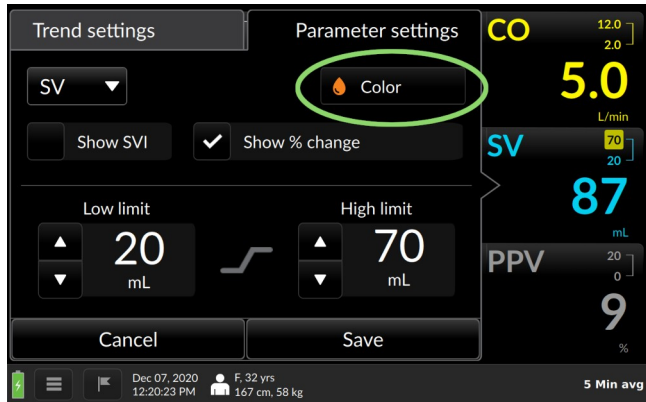 Trend settings
Parameter settings
SV
Color
Show SVI
Show % change
Low limit
High limit
20
mL
70
mL
Cancel
Save
CO
12.0
2.0
5.0
L/min
SV
70
20
87
mL
PPV
20
0
9
%
Dec 07, 2020
12:20:23 PM
F, 32 yrs
167 cm, 58 kg
5 Min avg